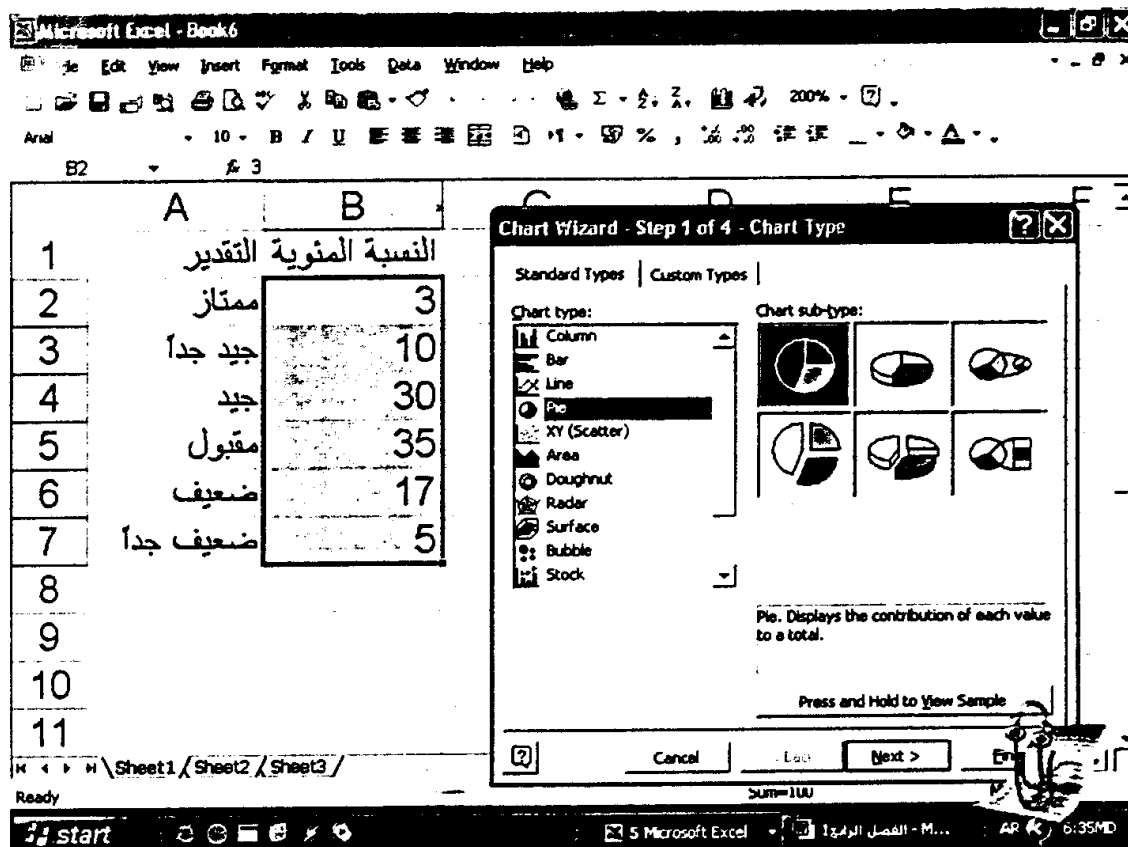 Microsoft Excel - Book6
Edit View Insert Format Tools Data Window Help
200%
Arial 10 B I U
B2 fx 3
A B C D E F
1 التقدير النسبة المئوية
2 ممتاز 3
3 جيد جداً 10
4 جيد 30
5 مقبول 35
6 ضعيف 17
7 ضعيف جداً 5
8
9
10
11
Chart Wizard - Step 1 of 4 - Chart Type
Standard Types Custom Types
Chart type:
Column
Bar
Line
Pie
XY (Scatter)
Area
Doughnut
Radar
Surface
Bubble
Stock
Chart sub-type:
Pie. Displays the contribution of each value
to a total.
Press and Hold to View Sample
Cancel Next >
Sheet1 Sheet2 Sheet3
Ready Sum=100
start 5 Microsoft Excel الفصل الرابع1 - M... AR 6:35MD